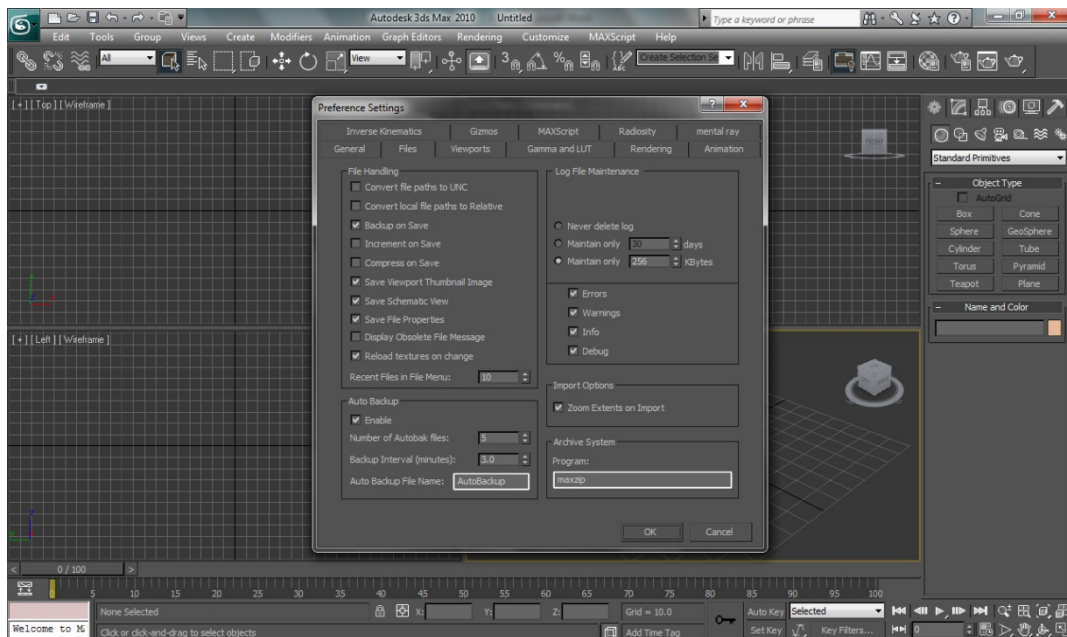 Autodesk 3ds Max 2010 Untitled
Type a keyword or phrase
Edit Tools Group Views Create Modifiers Animation Graph Editors Rendering Customize MAXScript Help
All
View
Create Selection Se
[ + ] [ Top ] [ Wireframe ]
FRONT
Preference Settings
Inverse Kinematics Gizmos MAXScript Radiosity mental ray
General Files Viewports Gamma and LUT Rendering Animation
File Handling
Convert file paths to UNC
Convert local file paths to Relative
Backup on Save
Increment on Save
Compress on Save
Save Viewport Thumbnail Image
Save Schematic View
Save File Properties
Display Obsolete File Message
Reload textures on change
Recent Files in File Menu: 10
Auto Backup
Enable
Number of Autobak files: 5
Backup Interval (minutes): 3.0
Auto Backup File Name: AutoBackup
Log File Maintenance
Never delete log
Maintain only 30 days
Maintain only 256 KBytes
Errors
Warnings
Info
Debug
Import Options
Zoom Extents on Import
Archive System
Program:
maxzip
OK Cancel
Standard Primitives
Object Type
AutoGrid
Box Cone
Sphere GeoSphere
Cylinder Tube
Torus Pyramid
Teapot Plane
Name and Color
[ + ] [ Left ] [ Wireframe ]
0 / 100
0 5 10 15 20 25 30 35 40 45 50 55 60 65 70 75 80 85 90 95 100
None Selected X: Y: Z: Grid = 10.0 Auto Key Selected
Welcome to M Click or click-and-drag to select objects Add Time Tag Set Key Key Filters... 0